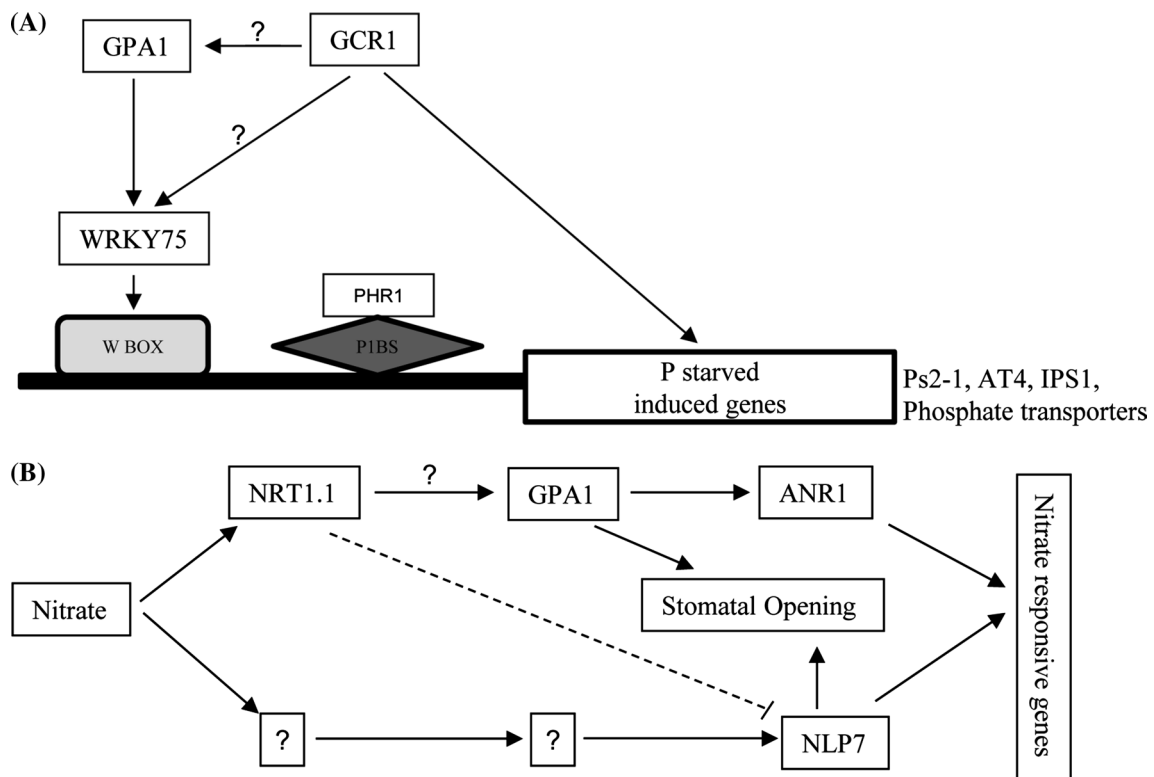 (A)
GPA1
?
GCR1
?
WRKY75
PHR1
W BOX
P1BS
P starved
induced genes
Ps2-1, AT4, IPS1,
Phosphate transporters
(B)
NRT1.1
?
GPA1
ANR1
Nitrate
Stomatal Opening
Nitrate responsive genes
?
?
NLP7